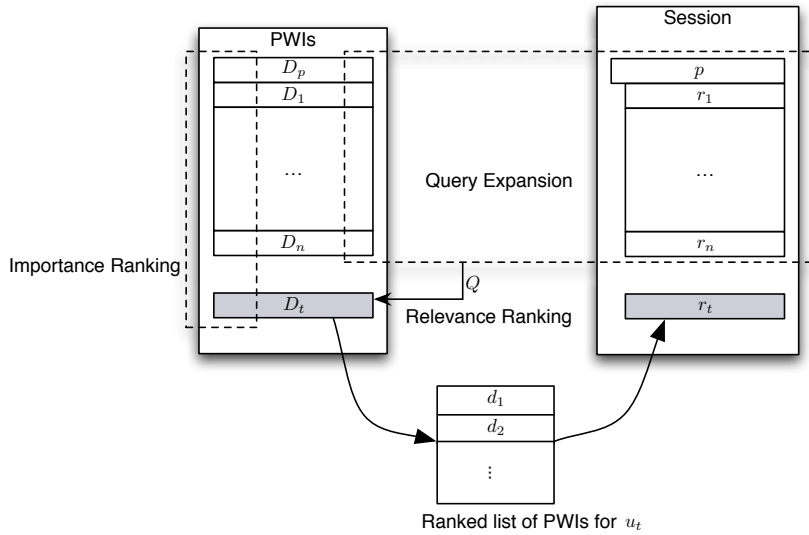 PWIs
Session
D_p
p
D_1
r_1
...
Query Expansion
...
D_n
r_n
Importance Ranking
Q
D_t
Relevance Ranking
r_t
d_1
d_2
⋮
Ranked list of PWIs for u_t